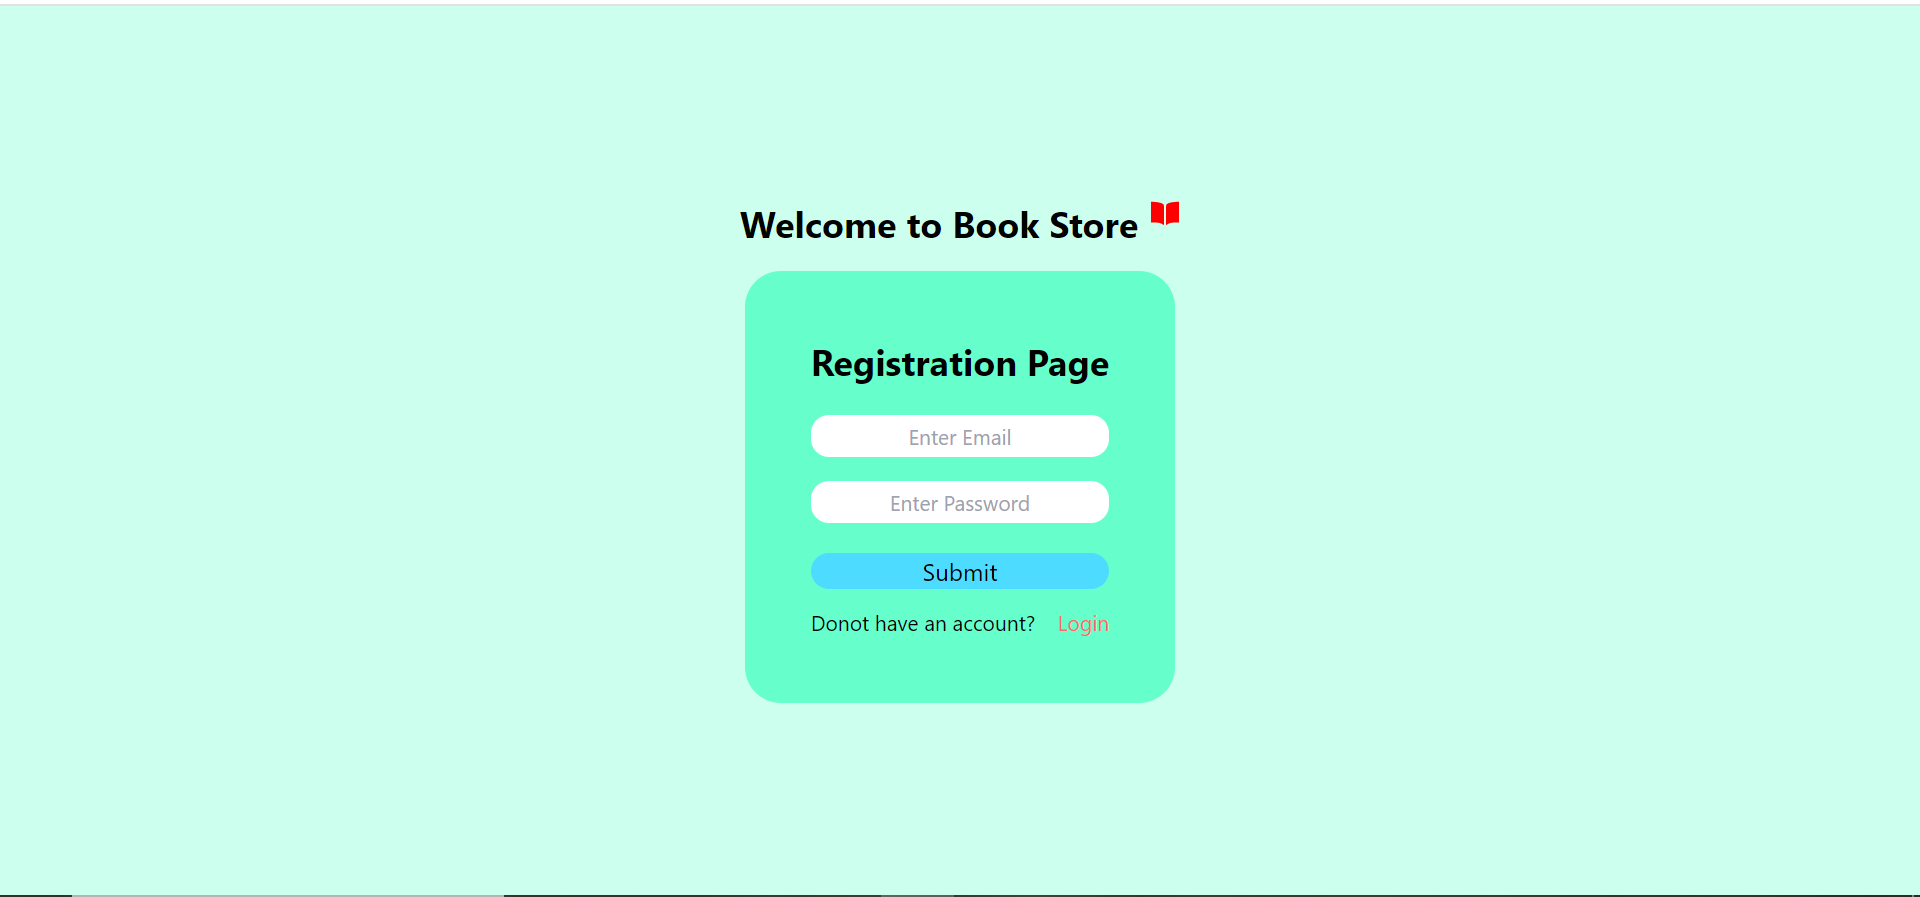 Welcome to Book Store
Registration Page
Enter Email
Enter Password
Submit
Donot have an account? Login